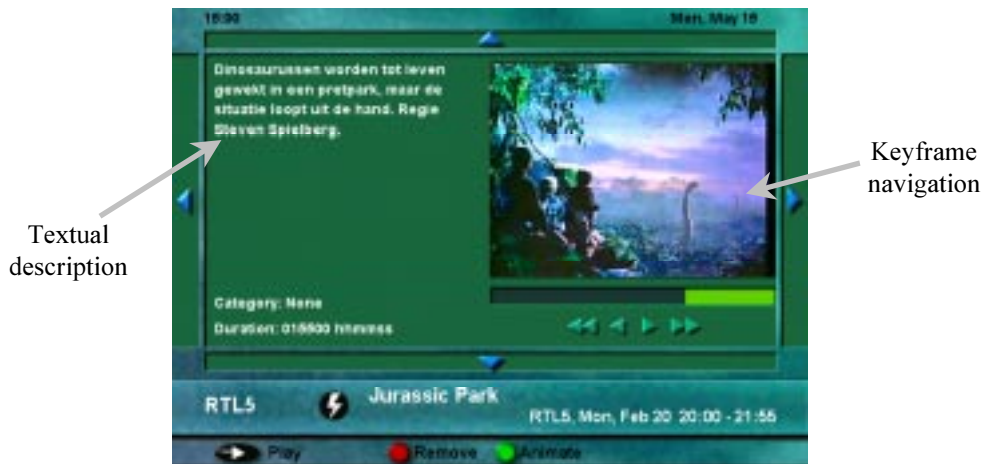 16:00
Mon, May 19
Dinosaurussen worden tot leven
gewekt in een pretpark, maar de
situatie loopt uit de hand. Regie
Steven Spielberg.
Textual
description
Keyframe
navigation
Category: None
Duration: 015500 hhmmss
RTL5
Jurassic Park
RTL5, Mon, Feb 20 20:00 - 21:55
Play
Remove
Animate